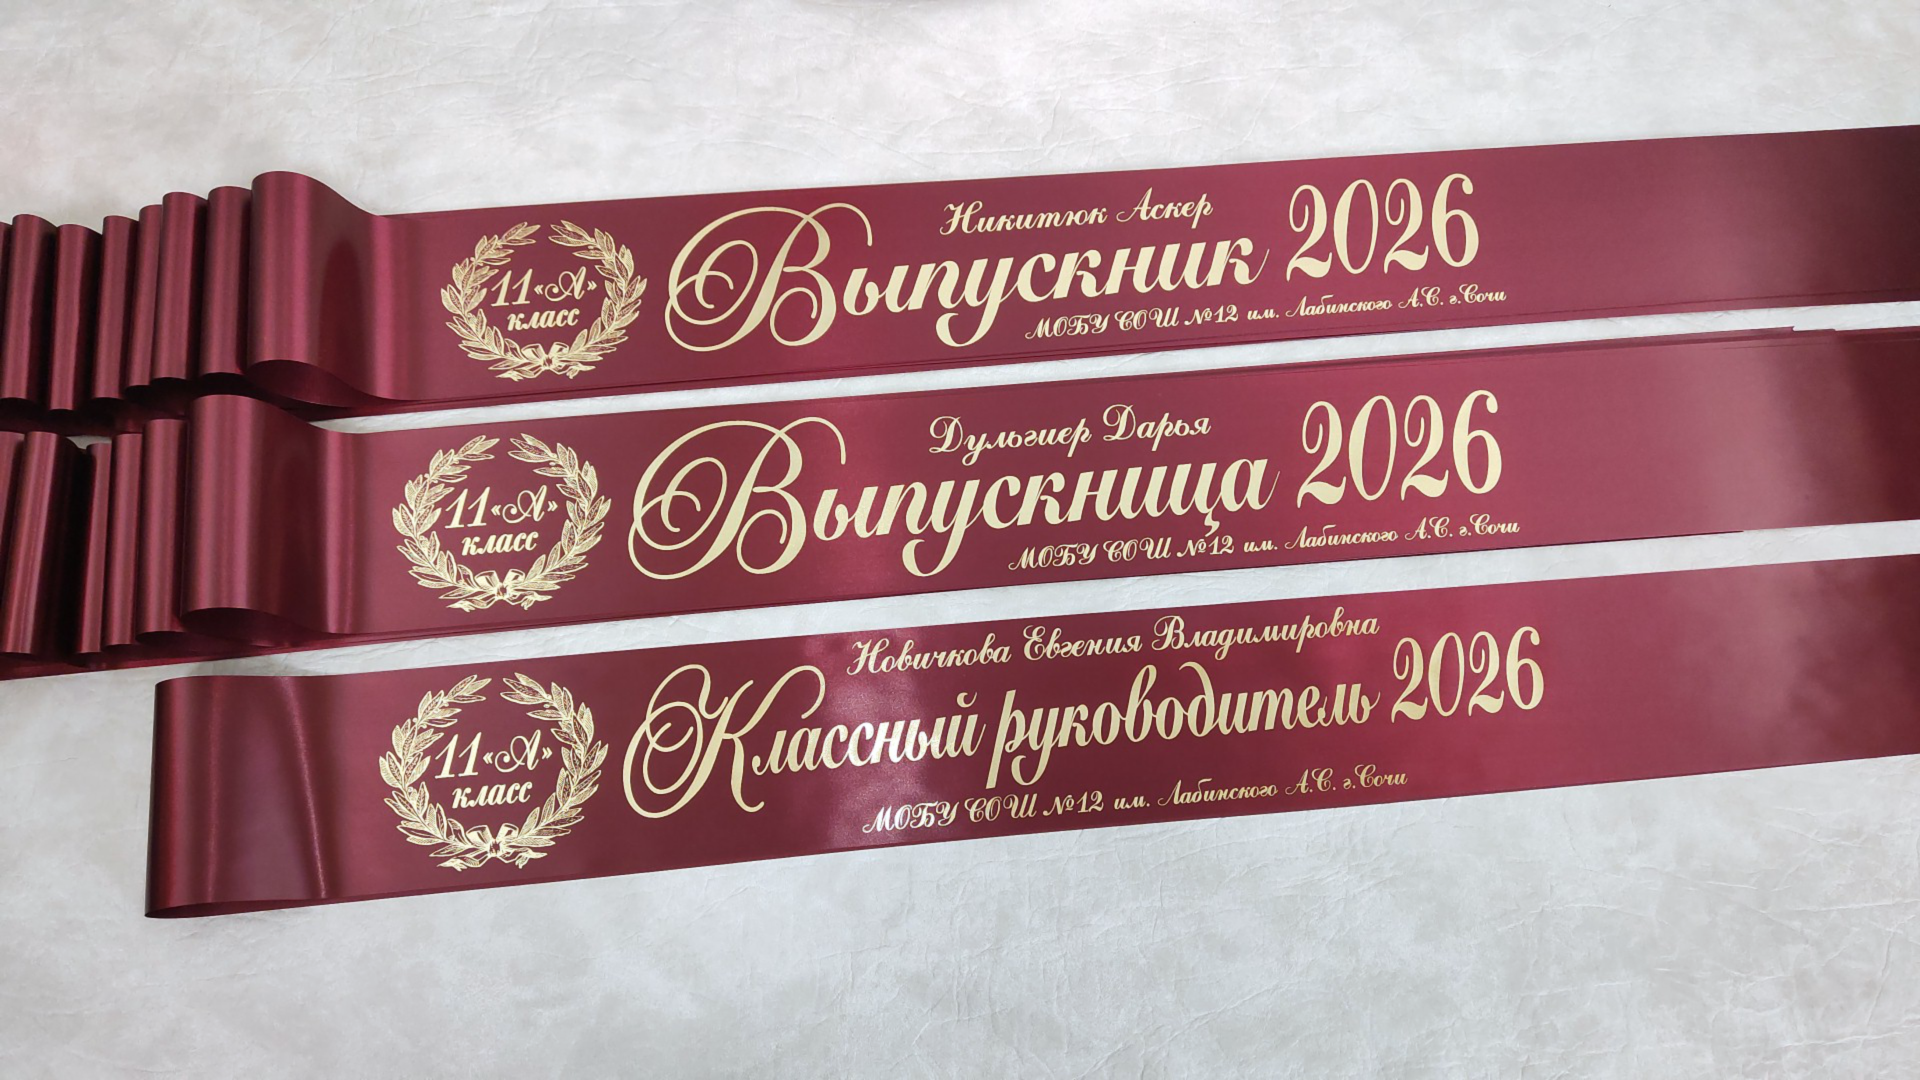 11 «А»
класс
Никитюк Аскер
Выпускник 2026
МОБУ СОШ №12 им. Лабинского А.С. г.Сочи
11 «А»
класс
Дульгиер Дарья
Выпускница 2026
МОБУ СОШ №12 им. Лабинского А.С. г.Сочи
11 «А»
класс
Новичкова Евгения Владимировна
Классный руководитель 2026
МОБУ СОШ №12 им. Лабинского А.С. г.Сочи